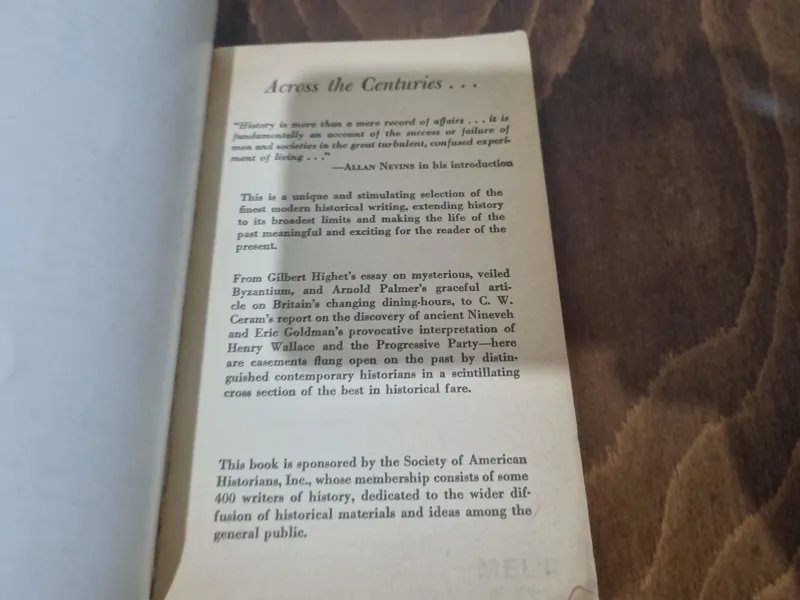 Across the Centuries . . .
"History is more than a mere record of affairs . . . it is
fundamentally an account of the success or failure of
men and societies in the great turbulent, confused experi-
ment of living . . ."
—ALLAN NEVINS in his introduction
This is a unique and stimulating selection of the
finest modern historical writing, extending history
to its broadest limits and making the life of the
past meaningful and exciting for the reader of the
present.
From Gilbert Highet's essay on mysterious, veiled
Byzantium, and Arnold Palmer's graceful arti-
cle on Britain's changing dining-hours, to C. W.
Ceram's report on the discovery of ancient Nineveh
and Eric Goldman's provocative interpretation of
Henry Wallace and the Progressive Party—here
are casements flung open on the past by distin-
guished contemporary historians in a scintillating
cross section of the best in historical fare.
This book is sponsored by the Society of American
Historians, Inc., whose membership consists of some
400 writers of history, dedicated to the wider dif-
fusion of historical materials and ideas among the
general public.